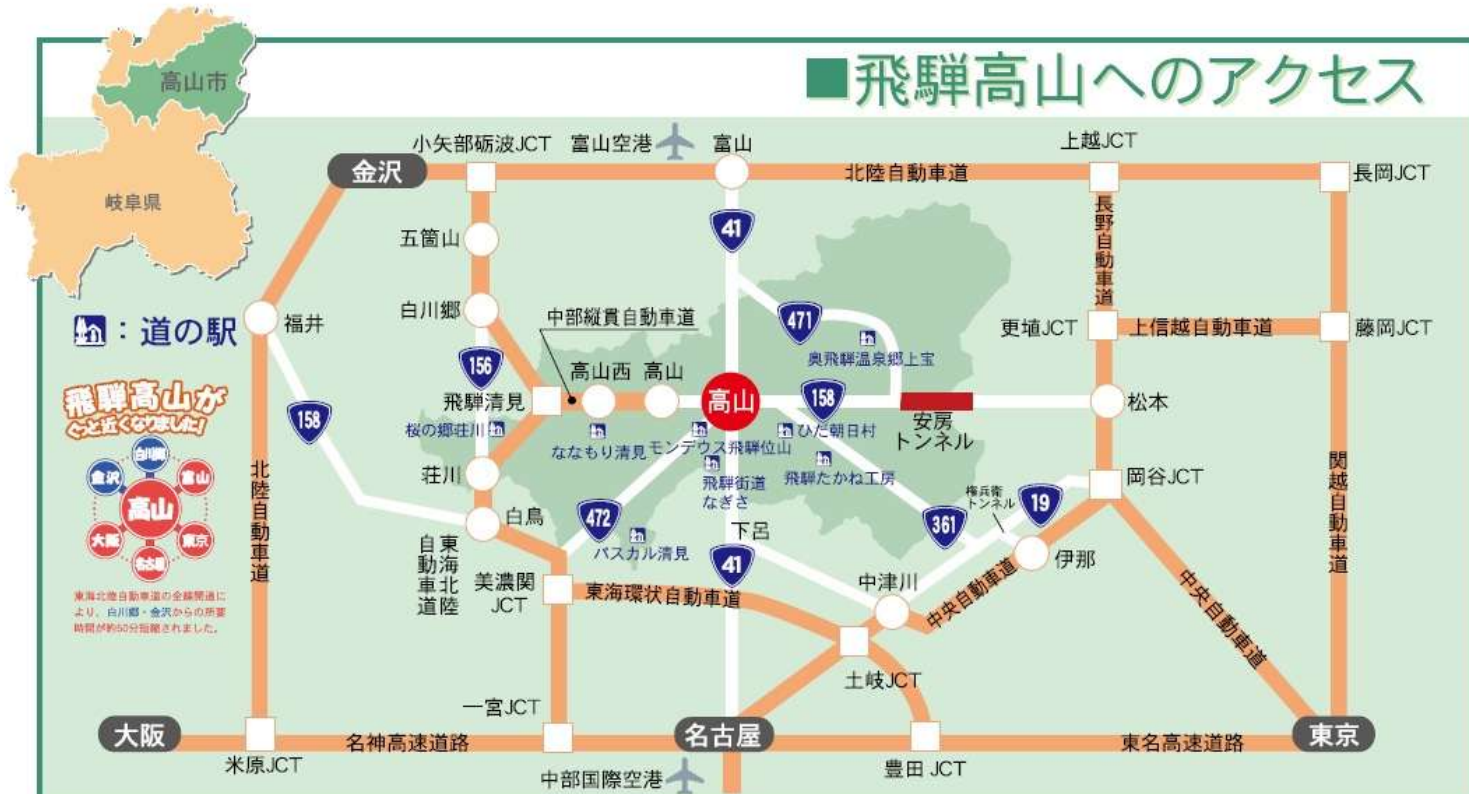 ■飛騨高山へのアクセス
高山市
岐阜県
小矢部砺波JCT
富山空港
富山
上越JCT
金沢
北陸自動車道
長岡JCT
41
五箇山
長野自動車道
白川郷
中部縦貫自動車道
471
更埴JCT
上信越自動車道
藤岡JCT
福井
：道の駅
156
奥飛騨温泉郷上宝
飛騨高山が
ぐっと近くなりました!
158
飛騨清見
高山西
高山
高山
158
安房
トンネル
松本
桜の郷荘川
ななもり清見
モンデウス飛騨位山
ひだ朝日村
飛騨街道
なぎさ
飛騨たかね工房
白川郷
金沢
富山
高山
大阪
東京
名古屋
北陸自動車道
荘川
岡谷JCT
関越自動車道
権兵衛
トンネル
19
白鳥
472
361
下呂
パスカル清見
伊那
東海北陸
自動車道
41
中津川
中央自動車道
中央自動車道
美濃関
JCT
東海環状自動車道
東海北陸自動車道の全線開通に
より、白川郷・金沢からの所要
時間が約50分短縮されました。
土岐JCT
一宮JCT
大阪
名神高速道路
名古屋
東名高速道路
東京
米原JCT
中部国際空港
豊田JCT